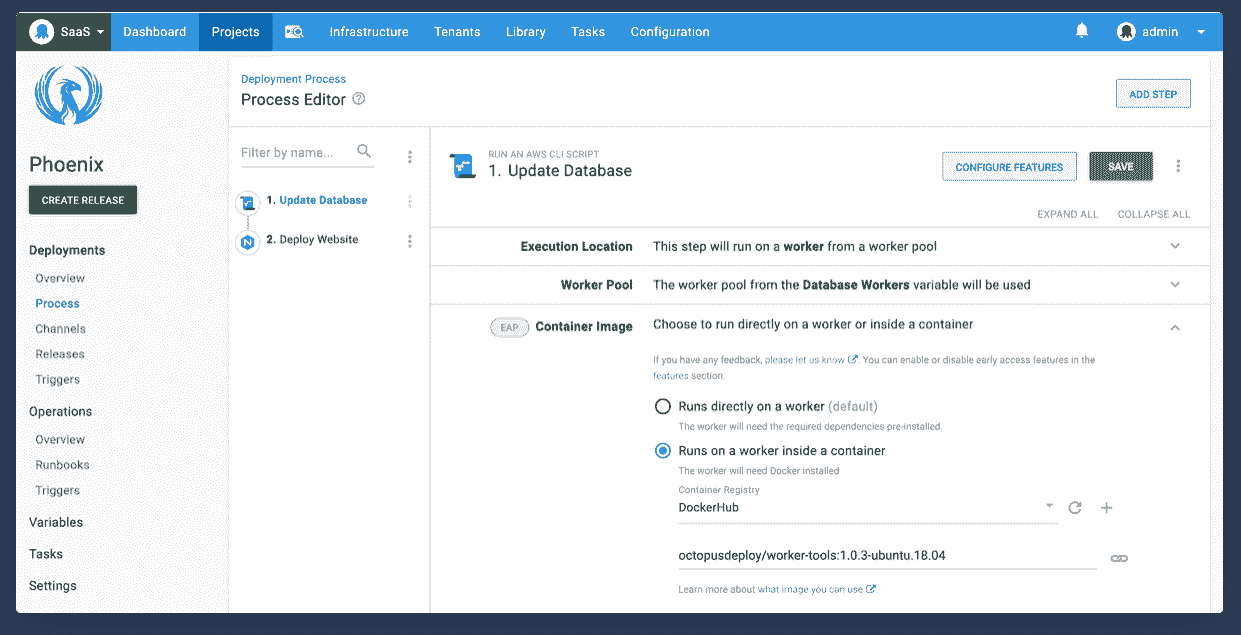 SaaS
Dashboard
Projects
Infrastructure
Tenants
Library
Tasks
Configuration
admin
Phoenix
CREATE RELEASE
Deployments
Overview
Process
Channels
Releases
Triggers
Operations
Overview
Runbooks
Triggers
Variables
Tasks
Settings
Deployment Process
Process Editor
ADD STEP
Filter by name...
1. Update Database
2. Deploy Website
RUN AN AWS CLI SCRIPT
1. Update Database
CONFIGURE FEATURES
SAVE
EXPAND ALL
COLLAPSE ALL
Execution Location
This step will run on a worker from a worker pool
Worker Pool
The worker pool from the Database Workers variable will be used
EAP
Container Image
Choose to run directly on a worker or inside a container
If you have any feedback, please let us know. You can enable or disable early access features in the
features section.
Runs directly on a worker (default)
The worker will need the required dependencies pre-installed.
Runs on a worker inside a container
The worker will need Docker installed
Container Registry
DockerHub
octopusdeploy/worker-tools:1.0.3-ubuntu.18.04
Learn more about what image you can use.